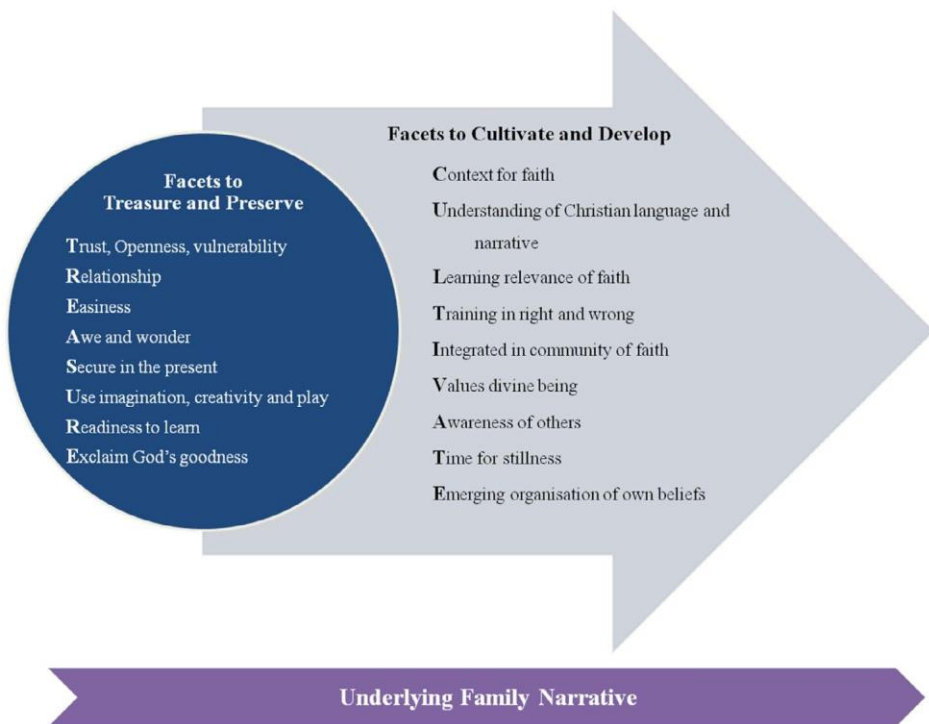 Facets to
Treasure and Preserve
Trust, Openness, vulnerability
Relationship
Easiness
Awe and wonder
Secure in the present
Use imagination, creativity and play
Readiness to learn
Exclaim God's goodness
Facets to Cultivate and Develop
Context for faith
Understanding of Christian language and
narrative
Learning relevance of faith
Training in right and wrong
Integrated in community of faith
Values divine being
Awareness of others
Time for stillness
Emerging organisation of own beliefs
Underlying Family Narrative